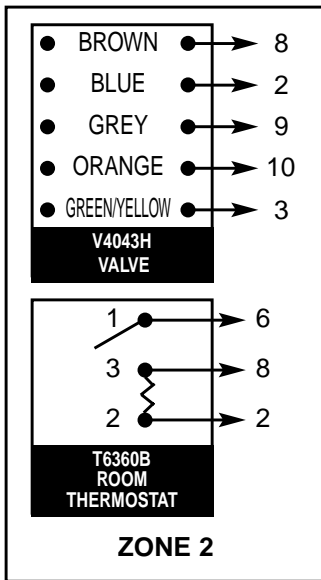 BROWN 8
BLUE 2
GREY 9
ORANGE 10
GREEN/YELLOW 3
V4043H
VALVE
1 6
3 8
2 2
T6360B
ROOM
THERMOSTAT
ZONE 2